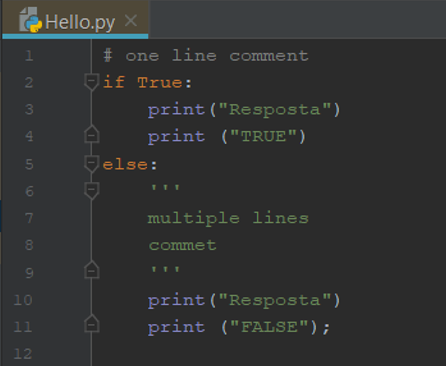 Hello.py
1 # one line comment
2 if True:
3     print("Resposta")
4     print ("TRUE")
5 else:
6     '''
7     multiple lines
8     commet
9     '''
10     print("Resposta")
11     print ("FALSE");
12